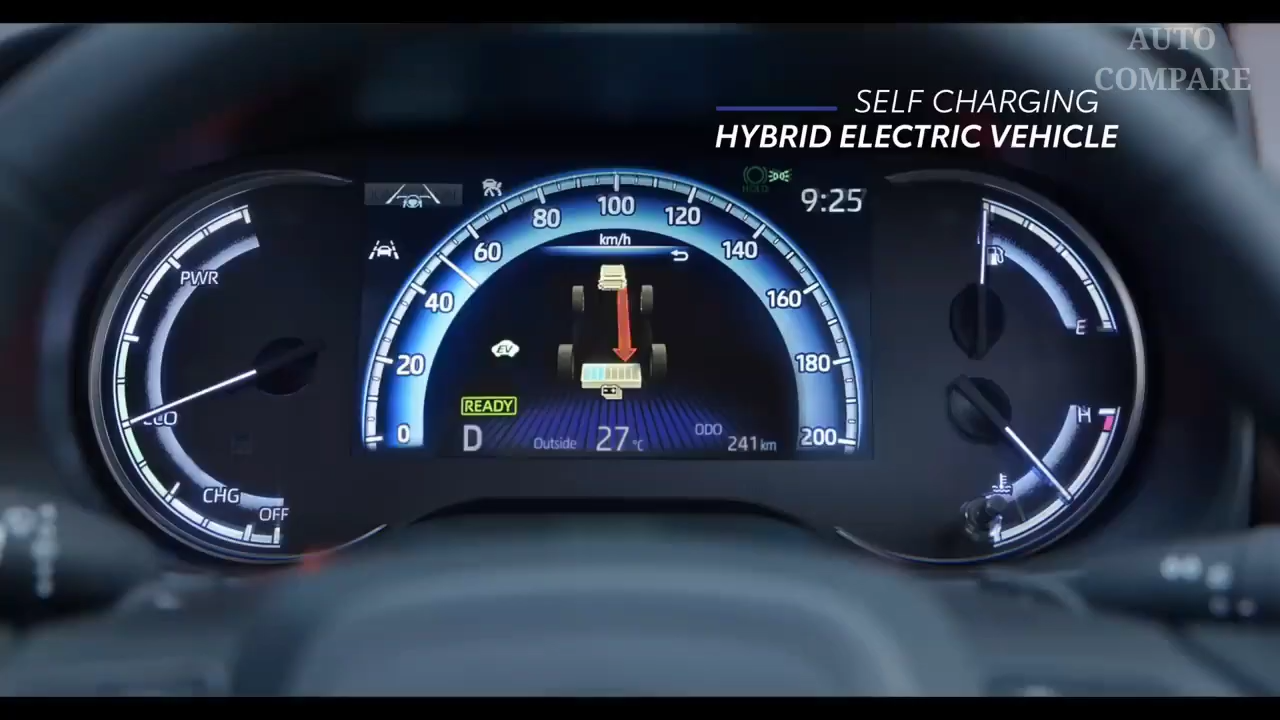 AUTO
COMPARE
SELF CHARGING
HYBRID ELECTRIC VEHICLE
HOLD
9:25
80
100
120
km/h
60
140
40
160
20
180
0
200
EV
READY
D
Outside
27°C
ODO
241 km
PWR
CHG
OFF
E
H